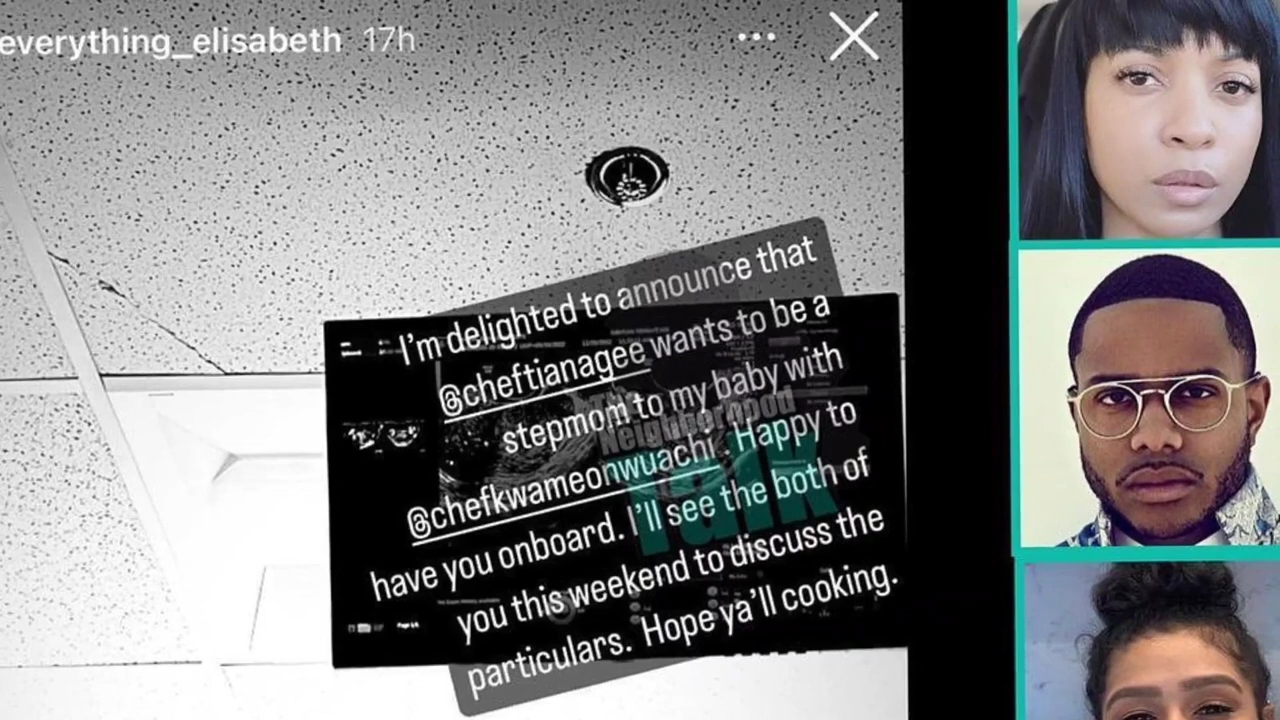 everything_elisabeth 17h
I'm delighted to announce that
@cheftianagee wants to be a
stepmom to my baby with
@chefkwameonwuachi . Happy to
have you onboard. I'll see the both of
you this weekend to discuss the
particulars. Hope ya'll cooking.
The
Neighborhood
Talk